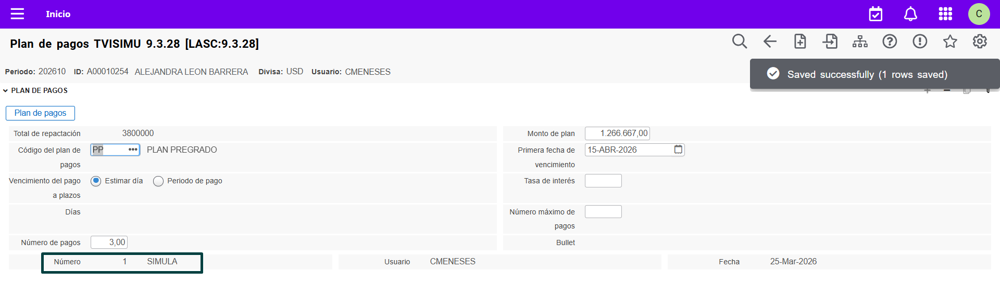 Inicio
C
Plan de pagos TVISIMU 9.3.28 [LASC:9.3.28]
Periodo: 202610 ID: A00010254 ALEJANDRA LEON BARRERA Divisa: USD Usuario: CMENESES
Saved successfully (1 rows saved)
PLAN DE PAGOS
Plan de pagos
Total de repactación 3800000 Monto de plan 1.266.667,00
Código del plan de pagos PP ••• PLAN PREGRADO Primera fecha de vencimiento 15-ABR-2026
Vencimiento del pago a plazos Estimar día Periodo de pago Tasa de interés
Días Número máximo de pagos
Número de pagos 3,00 Bullet
Número 1 SIMULA Usuario CMENESES Fecha 25-Mar-2026